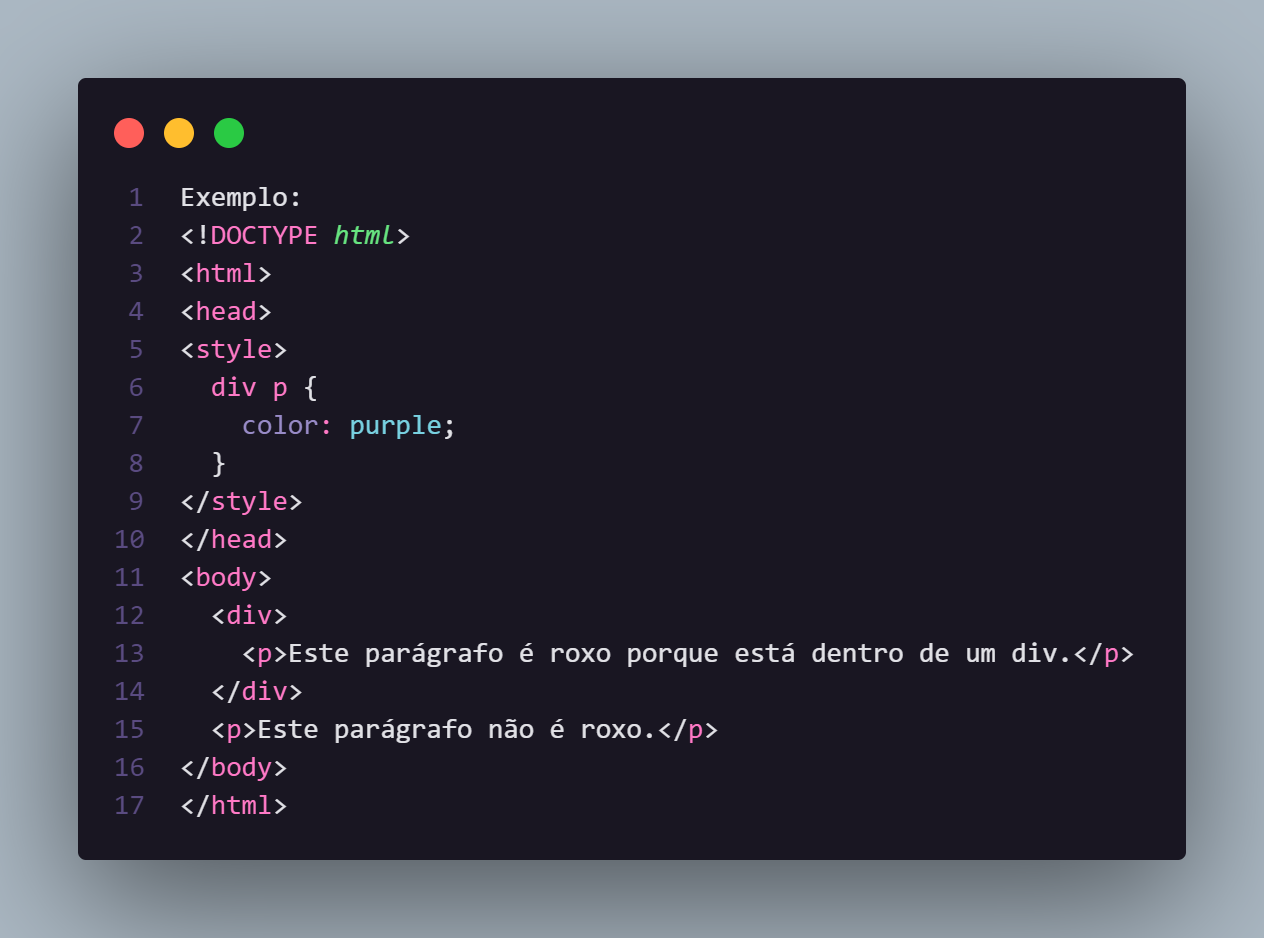 1 Exemplo:
2 <!DOCTYPE html>
3 <html>
4 <head>
5 <style>
6   div p {
7     color: purple;
8   }
9 </style>
10 </head>
11 <body>
12   <div>
13     <p>Este parágrafo é roxo porque está dentro de um div.</p>
14   </div>
15   <p>Este parágrafo não é roxo.</p>
16 </body>
17 </html>